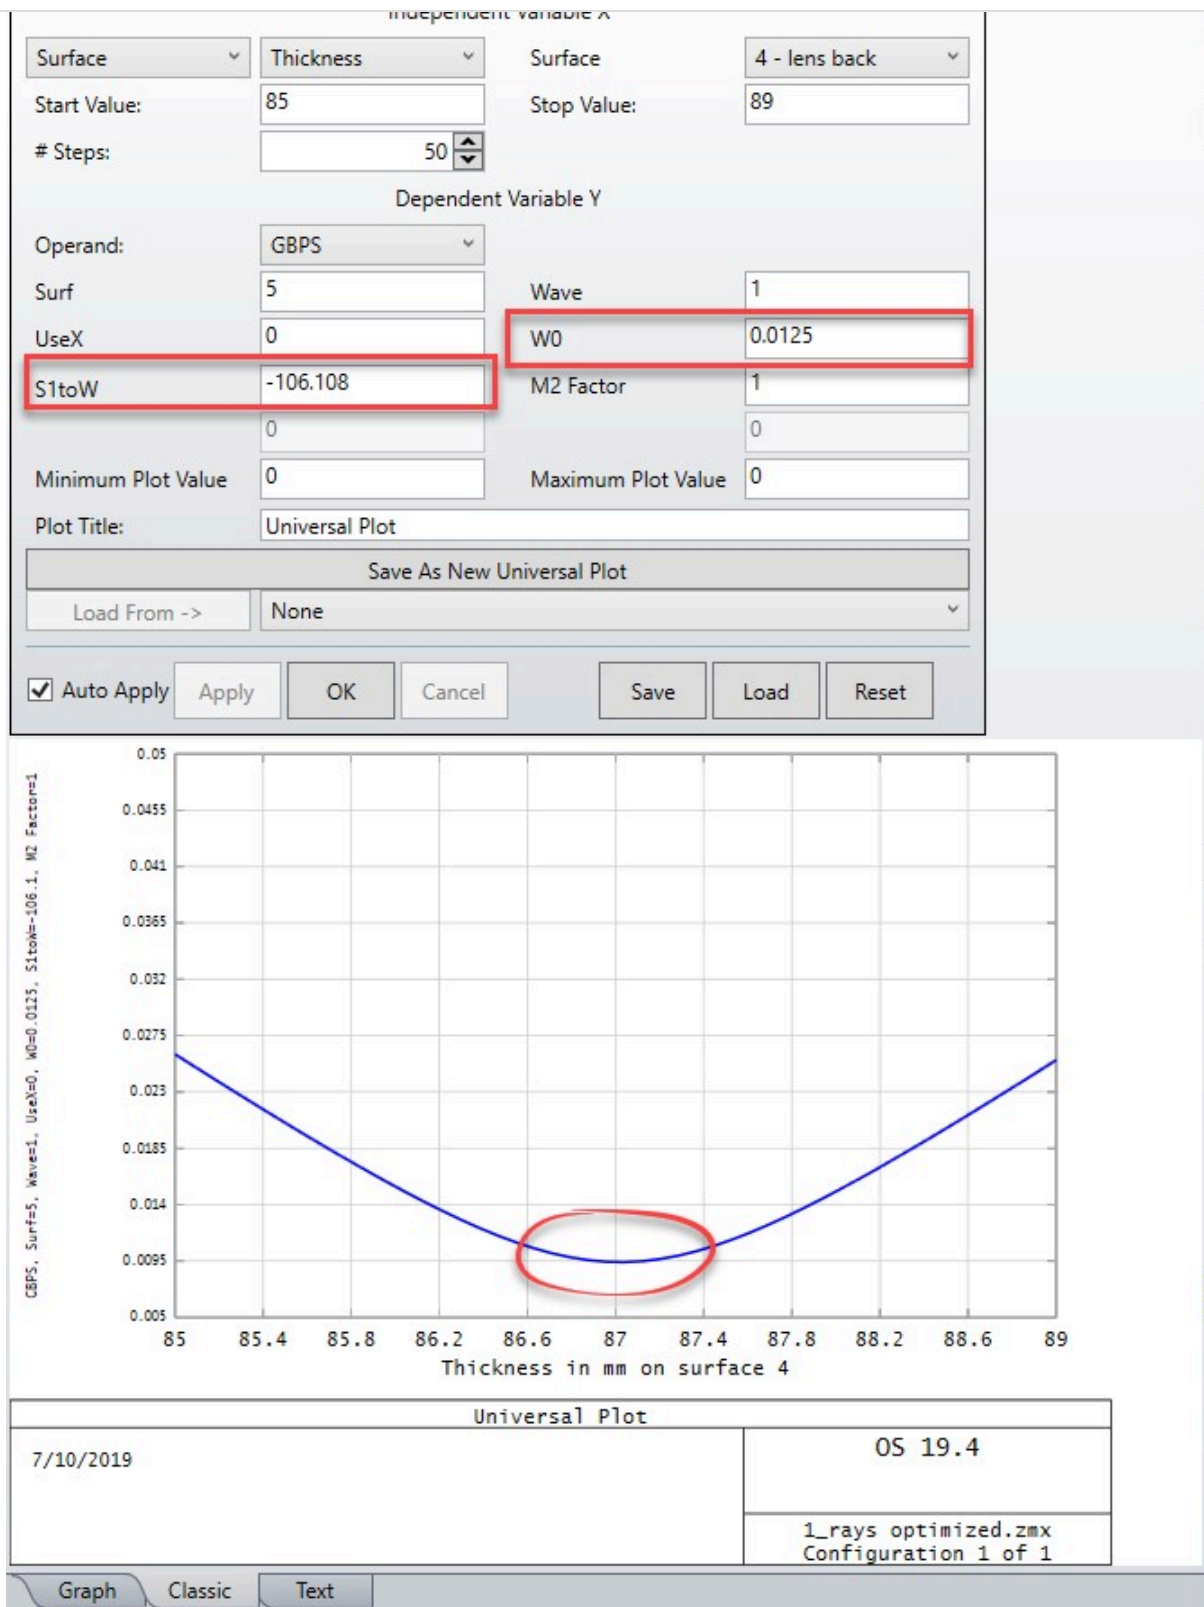 Independent Variable X
Surface Thickness Surface 4 - lens back
Start Value: 85 Stop Value: 89
# Steps: 50
Dependent Variable Y
Operand: GBPS
Surf 5 Wave 1
UseX 0 W0 0.0125
S1toW -106.108 M2 Factor 1
0 0
Minimum Plot Value 0 Maximum Plot Value 0
Plot Title: Universal Plot
Save As New Universal Plot
Load From -> None
Auto Apply Apply OK Cancel Save Load Reset
GBPS, Surf=5, Wave=1, UseX=0, W0=0.0125, S1toW=-106.1, M2 Factor=1
0.05
0.0455
0.041
0.0365
0.032
0.0275
0.023
0.0185
0.014
0.0095
0.005
85 85.4 85.8 86.2 86.6 87 87.4 87.8 88.2 88.6 89
Thickness in mm on surface 4
Universal Plot
7/10/2019
OS 19.4
1_rays optimized.zmx
Configuration 1 of 1
Graph Classic Text